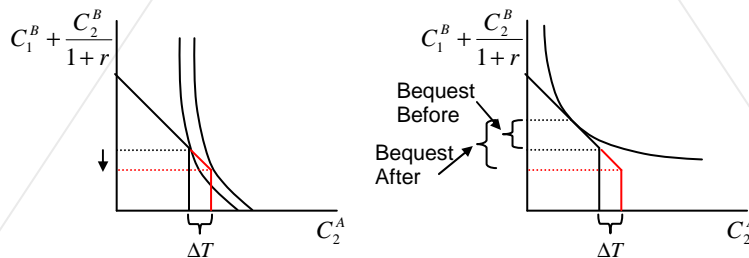 C_1^B + \frac{C_2^B}{1+r}
C_2^A
ΔT
C_1^B + \frac{C_2^B}{1+r}
Bequest
Before
Bequest
After
C_2^A
ΔT